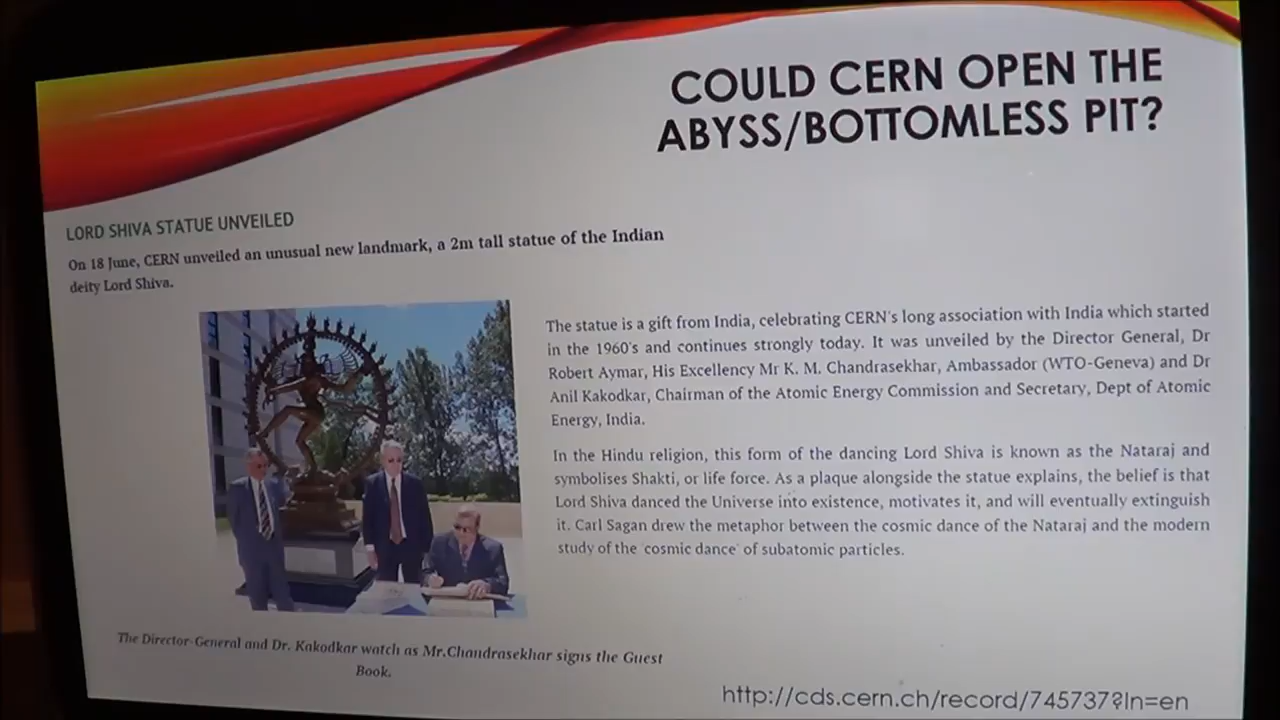 COULD CERN OPEN THE
ABYSS/BOTTOMLESS PIT?
LORD SHIVA STATUE UNVEILED
On 18 June, CERN unveiled an unusual new landmark, a 2m tall statue of the Indian
deity Lord Shiva.
The statue is a gift from India, celebrating CERN's long association with India which started
in the 1960's and continues strongly today. It was unveiled by the Director General, Dr
Robert Aymar, His Excellency Mr K. M. Chandrasekhar, Ambassador (WTO-Geneva) and Dr
Anil Kakodkar, Chairman of the Atomic Energy Commission and Secretary, Dept of Atomic
Energy, India.
In the Hindu religion, this form of the dancing Lord Shiva is known as the Nataraj and
symbolises Shakti, or life force. As a plaque alongside the statue explains, the belief is that
Lord Shiva danced the Universe into existence, motivates it, and will eventually extinguish
it. Carl Sagan drew the metaphor between the cosmic dance of the Nataraj and the modern
study of the 'cosmic dance' of subatomic particles.
The Director-General and Dr. Kakodkar watch as Mr.Chandrasekhar signs the Guest
Book.
http://cds.cern.ch/record/745737?ln=en